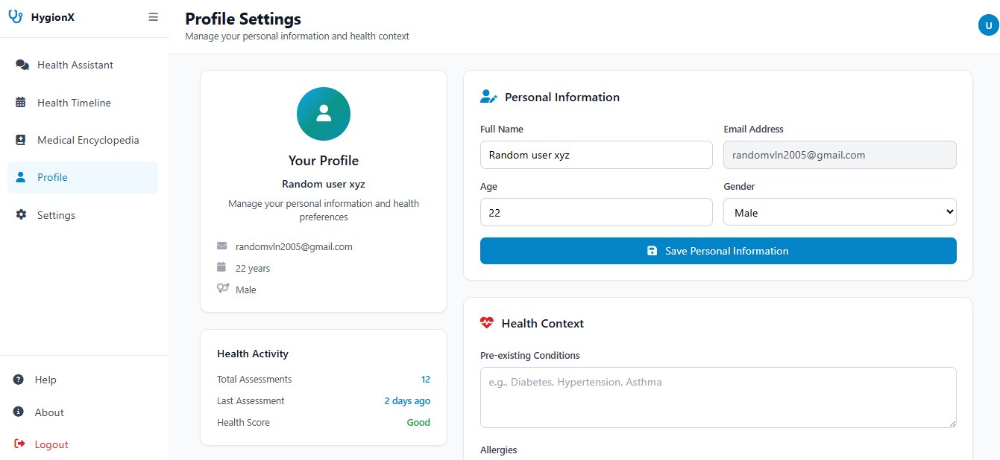 HygionX
Health Assistant
Health Timeline
Medical Encyclopedia
Profile
Settings
Help
About
Logout
Profile Settings
Manage your personal information and health context
U
Your Profile
Random user xyz
Manage your personal information and health
preferences
randomvln2005@gmail.com
22 years
Male
Health Activity
Total Assessments 12
Last Assessment 2 days ago
Health Score Good
Personal Information
Full Name Email Address
Random user xyz randomvln2005@gmail.com
Age Gender
22 Male
Save Personal Information
Health Context
Pre-existing Conditions
e.g., Diabetes, Hypertension, Asthma
Allergies